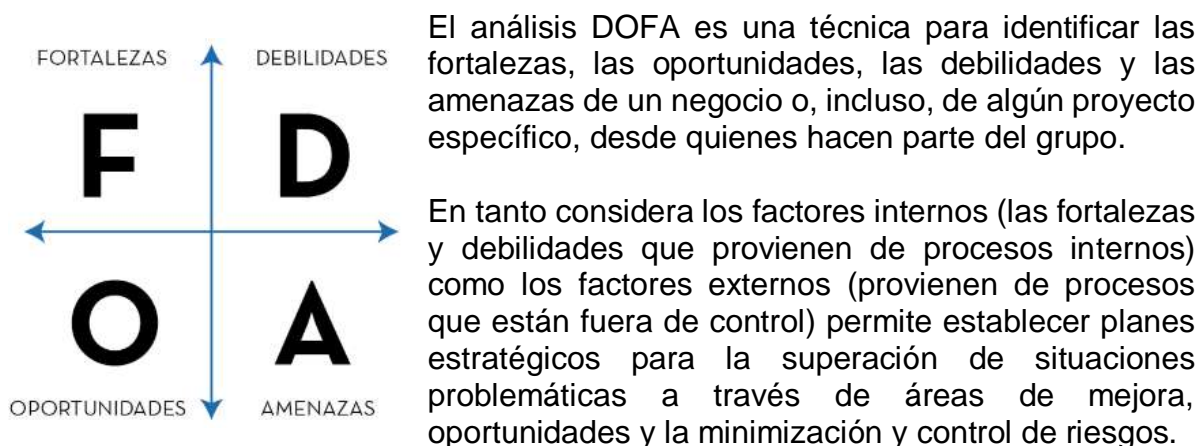 FORTALEZAS
DEBILIDADES
F
D
O
A
OPORTUNIDADES
AMENAZAS
El análisis DOFA es una técnica para identificar las
fortalezas, las oportunidades, las debilidades y las
amenazas de un negocio o, incluso, de algún proyecto
específico, desde quienes hacen parte del grupo.
En tanto considera los factores internos (las fortalezas
y debilidades que provienen de procesos internos)
como los factores externos (provienen de procesos
que están fuera de control) permite establecer planes
estratégicos para la superación de situaciones
problemáticas a través de áreas de mejora,
oportunidades y la minimización y control de riesgos.